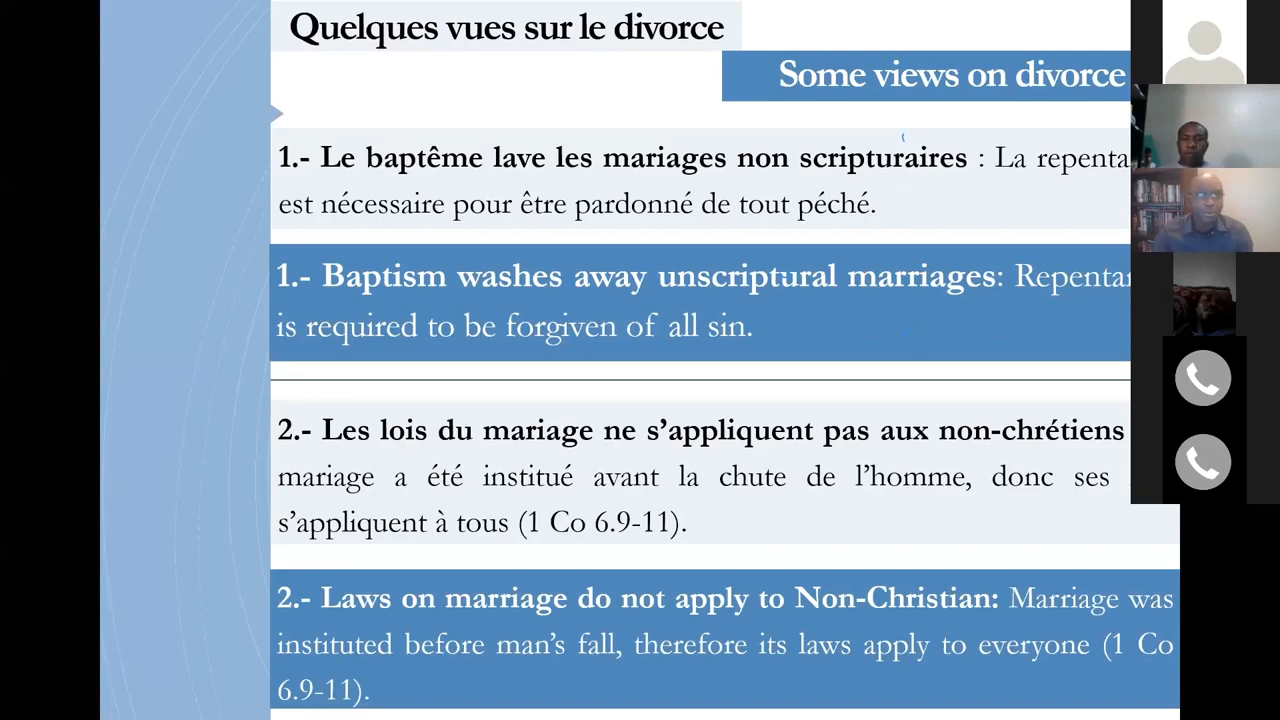 Quelques vues sur le divorce
Some views on divorce
1.- Le baptême lave les mariages non scripturaires : La
est nécessaire pour être pardonné de tout péché.
1.- Baptism washes away unscriptural marriages:
is required to be forgiven of all sin.
2.- Les lois du mariage ne s’appliquent pas aux non-chrétiens
mariage a été institué avant la chute de l’homme, donc ses
s’appliquent à tous (1 Co 6.9-11).
2.- Laws on marriage do not apply to Non-Christian: Marriage was
instituted before man’s fall, therefore its laws apply to everyone (1 Co
6.9-11).